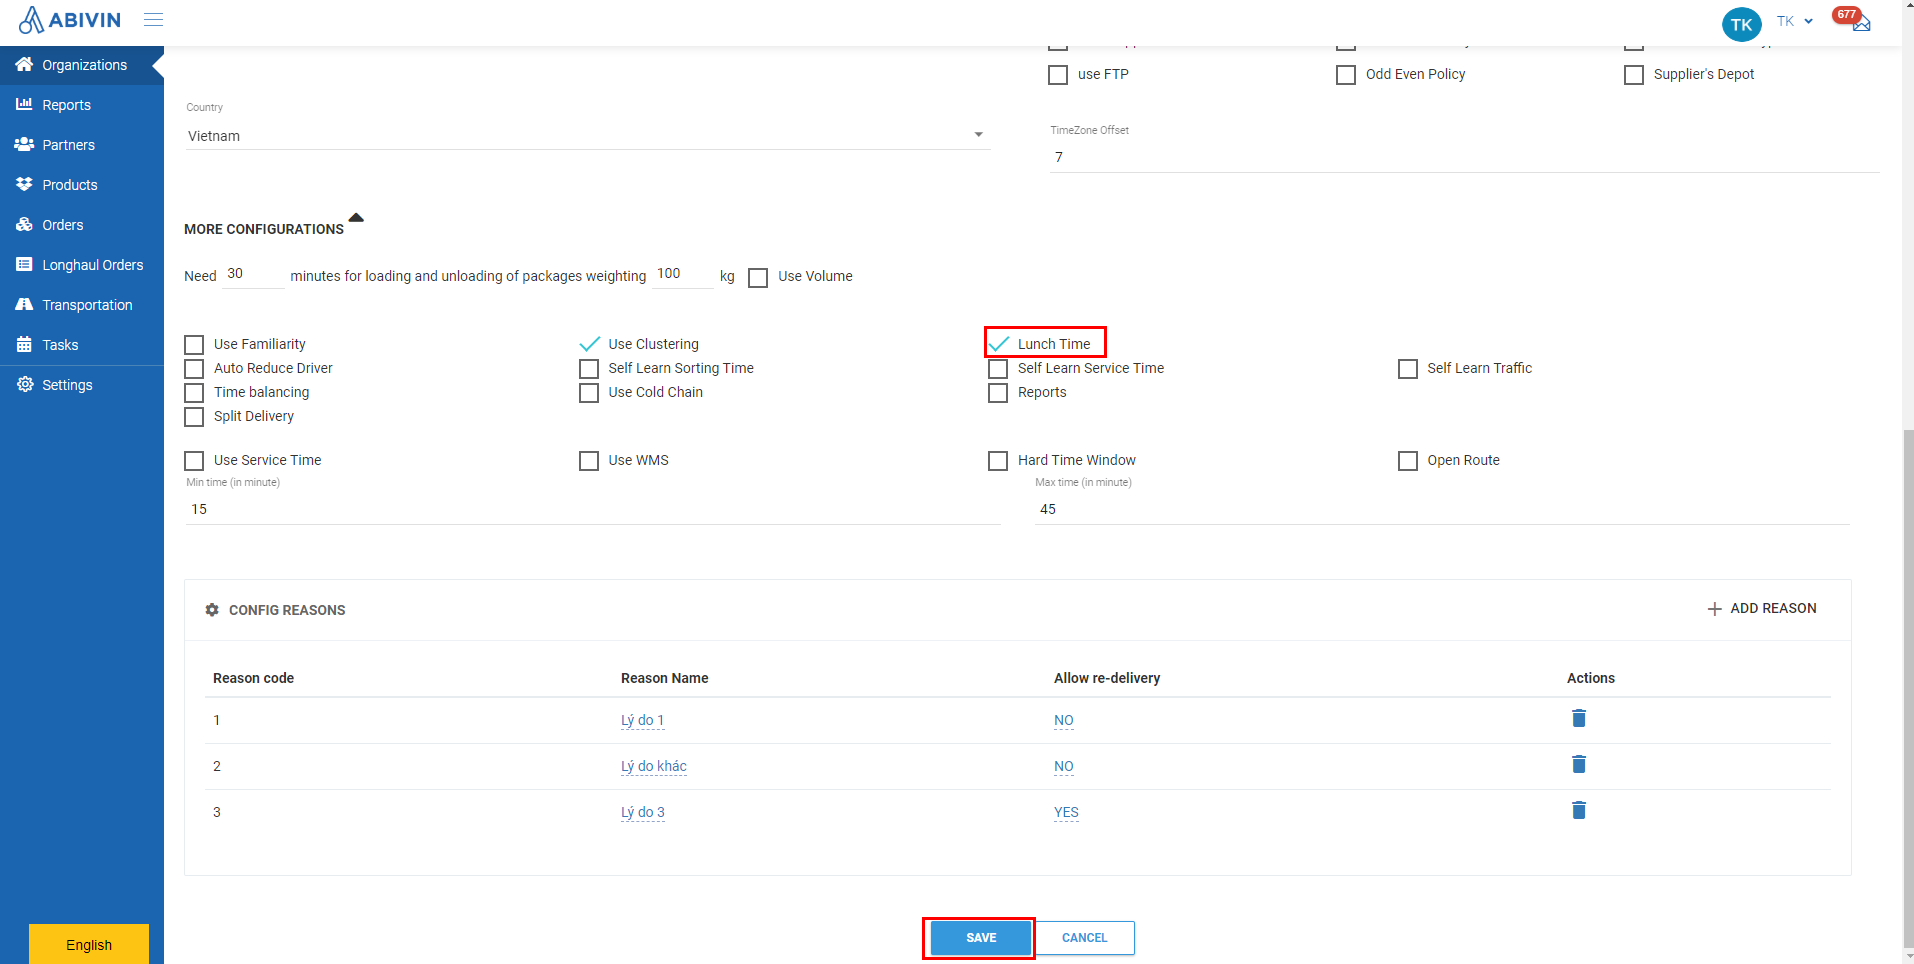 ABIVIN
TK
TK
677
Organizations
Reports
Partners
Products
Orders
Longhaul Orders
Transportation
Tasks
Settings
English
use FTP
Odd Even Policy
Supplier's Depot
Country
Vietnam
TimeZone Offset
7
MORE CONFIGURATIONS
Need 30 minutes for loading and unloading of packages weighting 100 kg Use Volume
Use Familiarity
Use Clustering
Lunch Time
Auto Reduce Driver
Self Learn Sorting Time
Self Learn Service Time
Self Learn Traffic
Time balancing
Use Cold Chain
Reports
Split Delivery
Use Service Time
Use WMS
Hard Time Window
Open Route
Min time (in minute)
15
Max time (in minute)
45
CONFIG REASONS
ADD REASON
Reason code Reason Name Allow re-delivery Actions
1 Lý do 1 NO
2 Lý do khác NO
3 Lý do 3 YES
SAVE
CANCEL